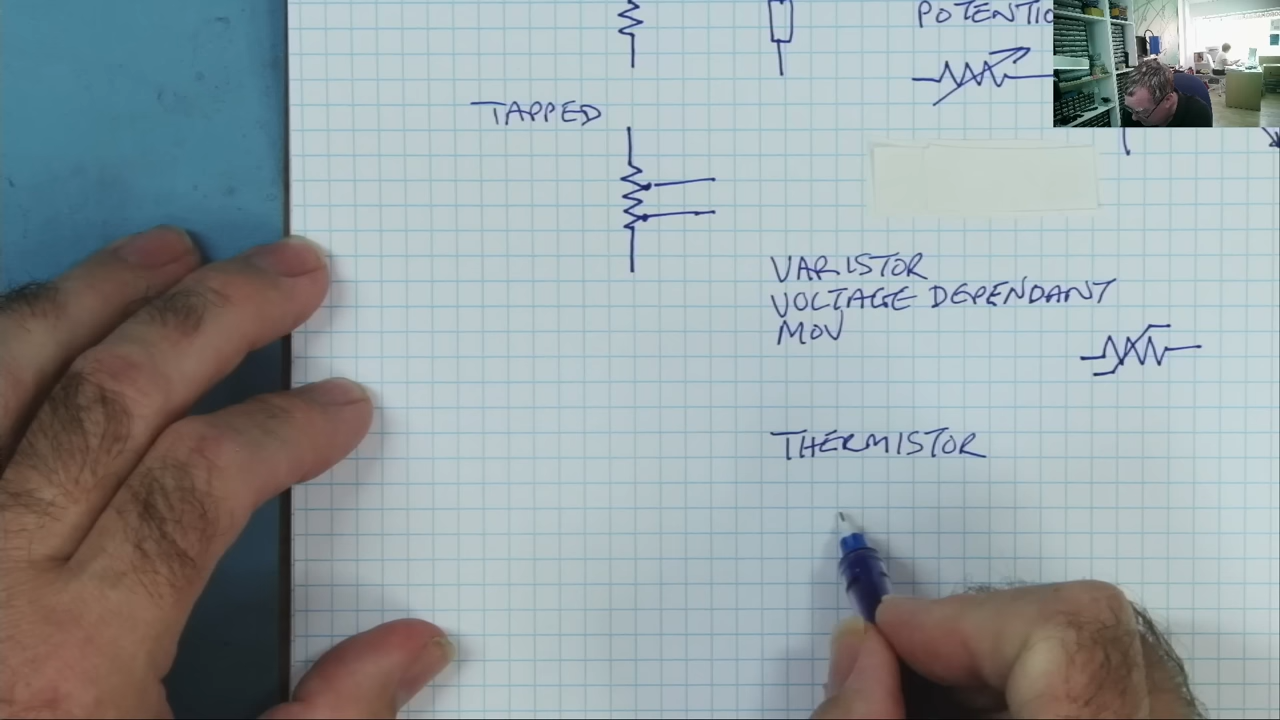 POTENTIO
TAPPED
VARISTOR
VOLTAGE DEPENDANT
MOV
THERMISTOR